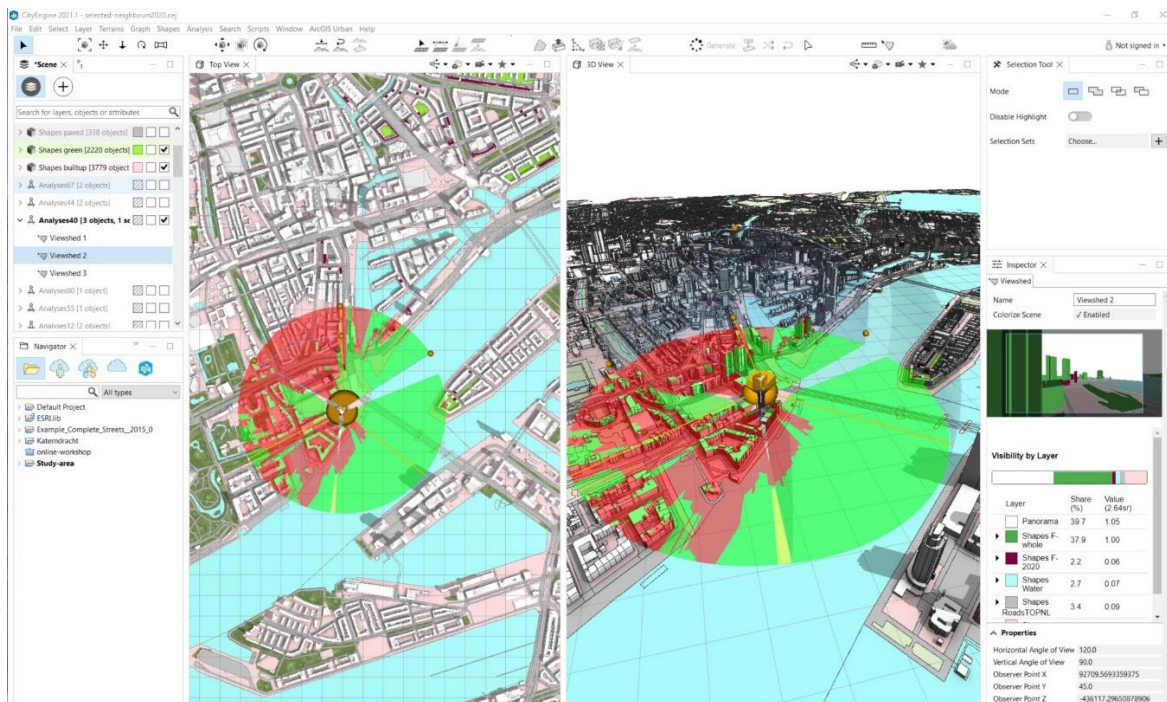 CityEngine 2021.1 - selected-neighbours2020.cej
File Edit Select Layer Terrains Graph Shapes Analysis Search Scripts Window ArcGIS Urban Help
Generate
Not signed in
*Scene
Search for layers, objects or attributes
Shapes paved [338 objects]
Shapes green [2220 objects]
Shapes builtup [3779 object
Analyses67 [2 objects]
Analyses44 [2 objects]
Analyses40 [3 objects, 1 se
Viewshed 1
Viewshed 2
Viewshed 3
Analyses80 [1 object]
Analyses55 [1 objects]
Analyses12 [2 objects]
Navigator
All types
Default Project
ESRI.lib
Example_Complete_Streets__2015_0
Katerndracht
online-workshop
Study-area
Top View
3D View
Selection Tool
Mode
Disable Highlight
Selection Sets Choose...
Inspector
Viewshed
Name Viewshed 2
Colorize Scene ✓ Enabled
Visibility by Layer
Layer Share (%) Value (2.64sr)
Panorama 39.7 1.05
Shapes F-whole 37.9 1.00
Shapes F-2020 2.2 0.06
Shapes Water 2.7 0.07
Shapes RoadsTOPNL 3.4 0.09
Properties
Horizontal Angle of View 120.0
Vertical Angle of View 90.0
Observer Point X 92709.5693359375
Observer Point Y 45.0
Observer Point Z -436117.29650878906